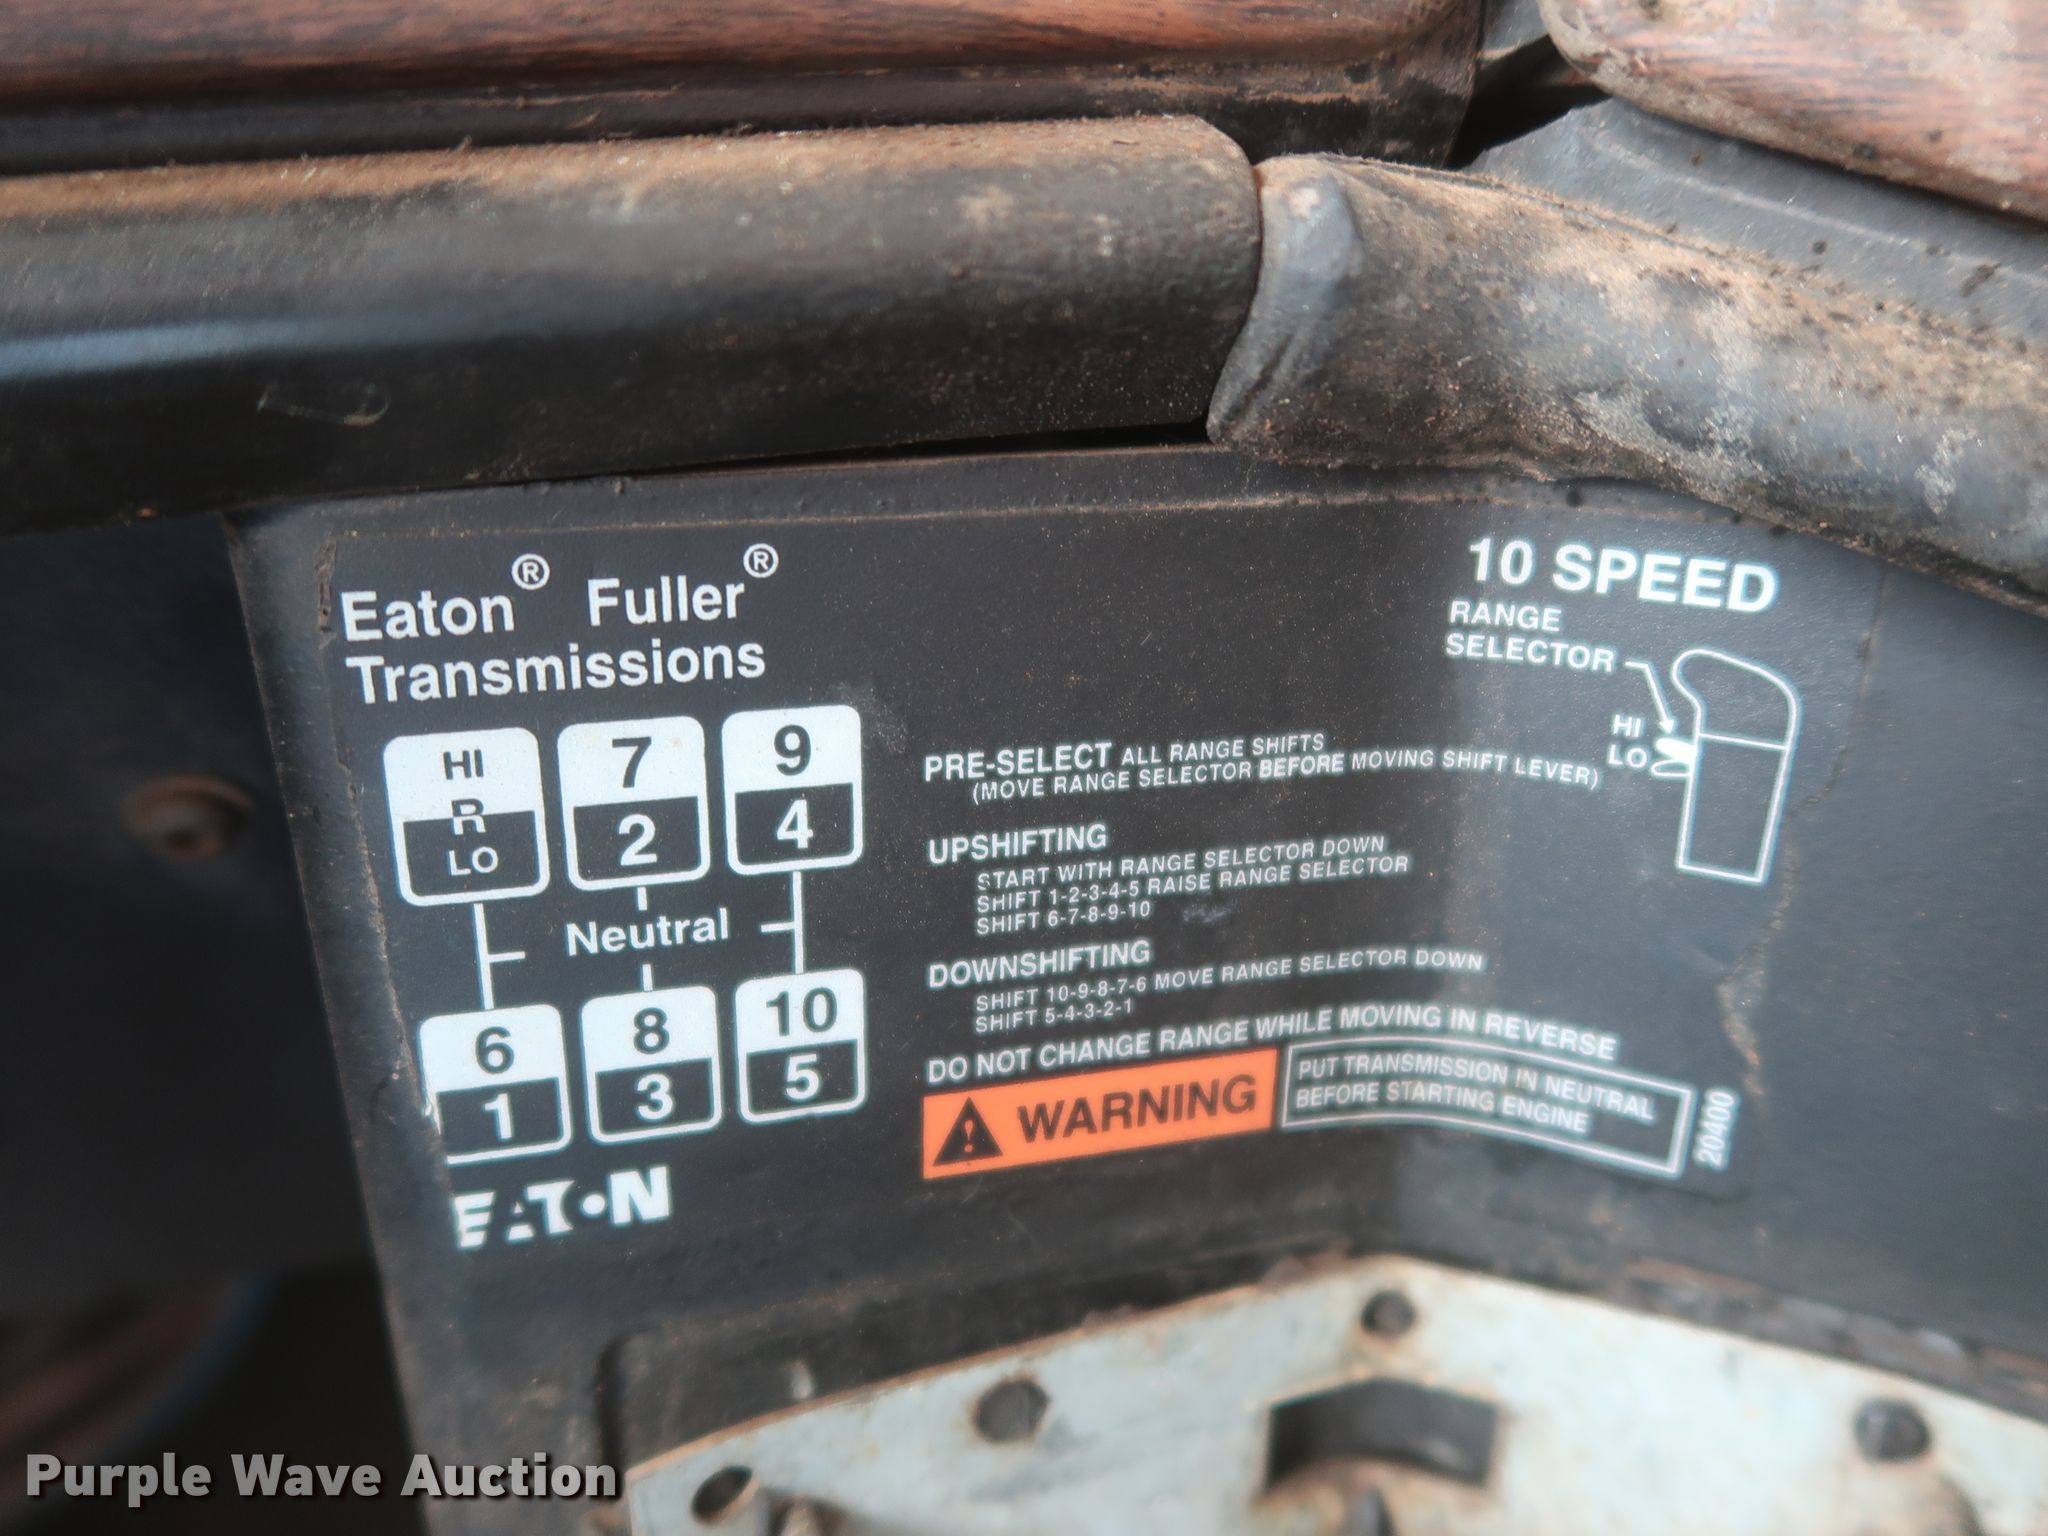 Eaton® Fuller®
Transmissions
HI
R
LO
7
2
9
4
Neutral
6
1
8
3
10
5
EATON
10 SPEED
RANGE
SELECTOR
HI
LO
PRE-SELECT ALL RANGE SHIFTS
(MOVE RANGE SELECTOR BEFORE MOVING SHIFT LEVER)
UPSHIFTING
START WITH RANGE SELECTOR DOWN
SHIFT 1-2-3-4-5 RAISE RANGE SELECTOR
SHIFT 6-7-8-9-10
DOWNSHIFTING
SHIFT 10-9-8-7-6 MOVE RANGE SELECTOR DOWN
SHIFT 5-4-3-2-1
DO NOT CHANGE RANGE WHILE MOVING IN REVERSE
WARNING
PUT TRANSMISSION IN NEUTRAL
BEFORE STARTING ENGINE
20400
Purple Wave Auction